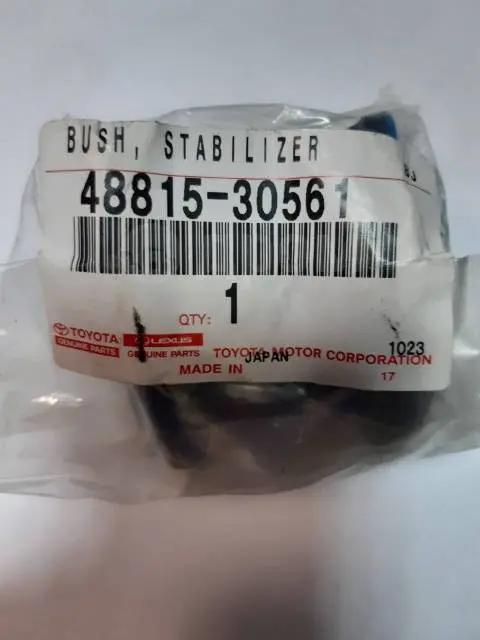 BUSH, STABILIZER
BJ
48815-30561
QTY: 1
TOYOTA LEXUS
GENUINE PARTS GENUINE PARTS TOYOTA MOTOR CORPORATION 1023
MADE IN JAPAN 17